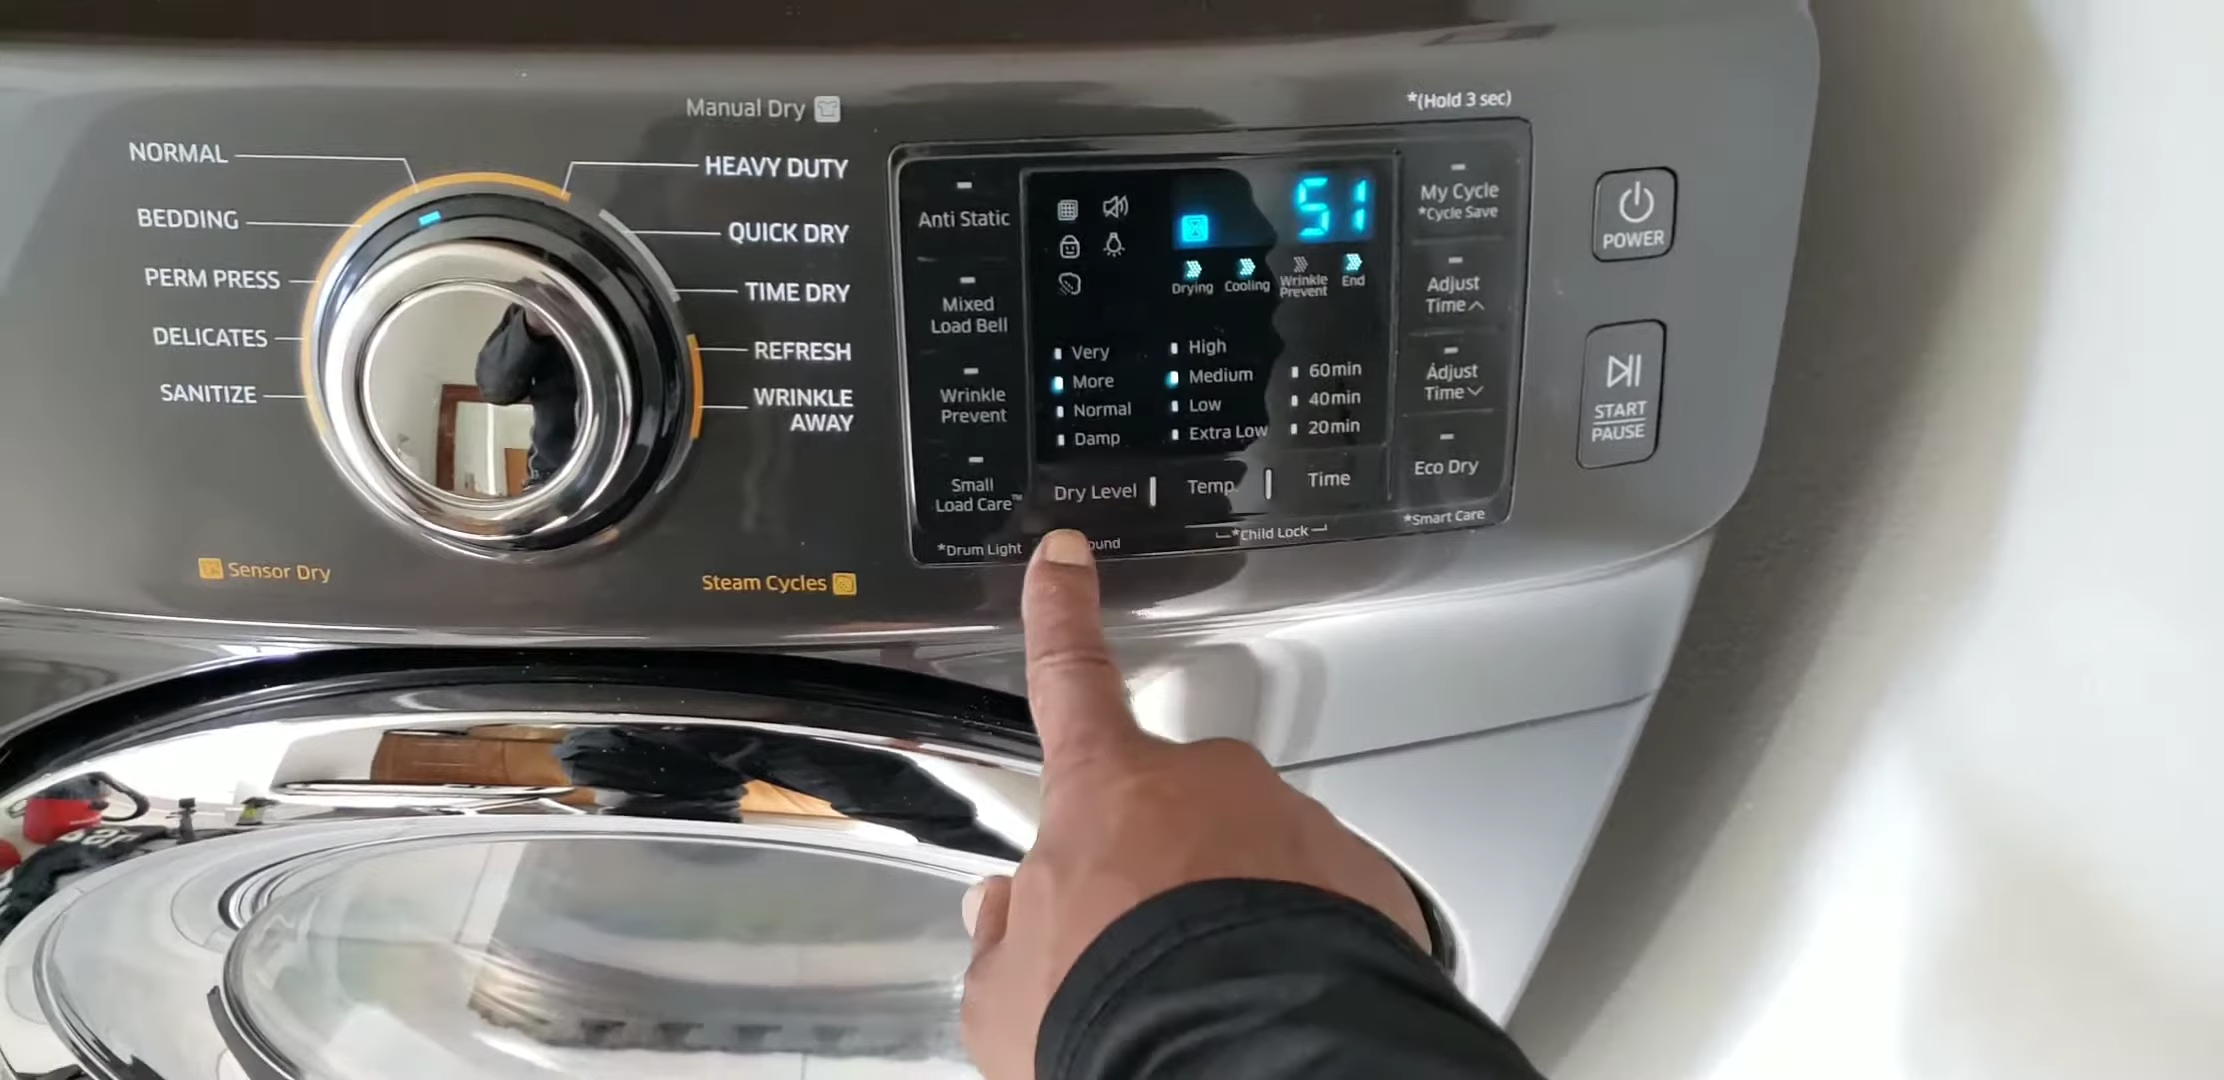 Manual Dry
*(Hold 3 sec)
NORMAL
BEDDING
PERM PRESS
DELICATES
SANITIZE
HEAVY DUTY
QUICK DRY
TIME DRY
REFRESH
WRINKLE
AWAY
Sensor Dry
Steam Cycles
Anti Static
Mixed
Load Bell
Wrinkle
Prevent
Small
Load Care™
*Drum Light
51
Drying
Cooling
Wrinkle
Prevent
End
Very
More
Normal
Damp
High
Medium
Low
Extra Low
60min
40min
20min
Dry Level
Temp.
Time
*Child Lock
My Cycle
*Cycle Save
Adjust
Time
Adjust
Time
Eco Dry
*Smart Care
POWER
START
PAUSE